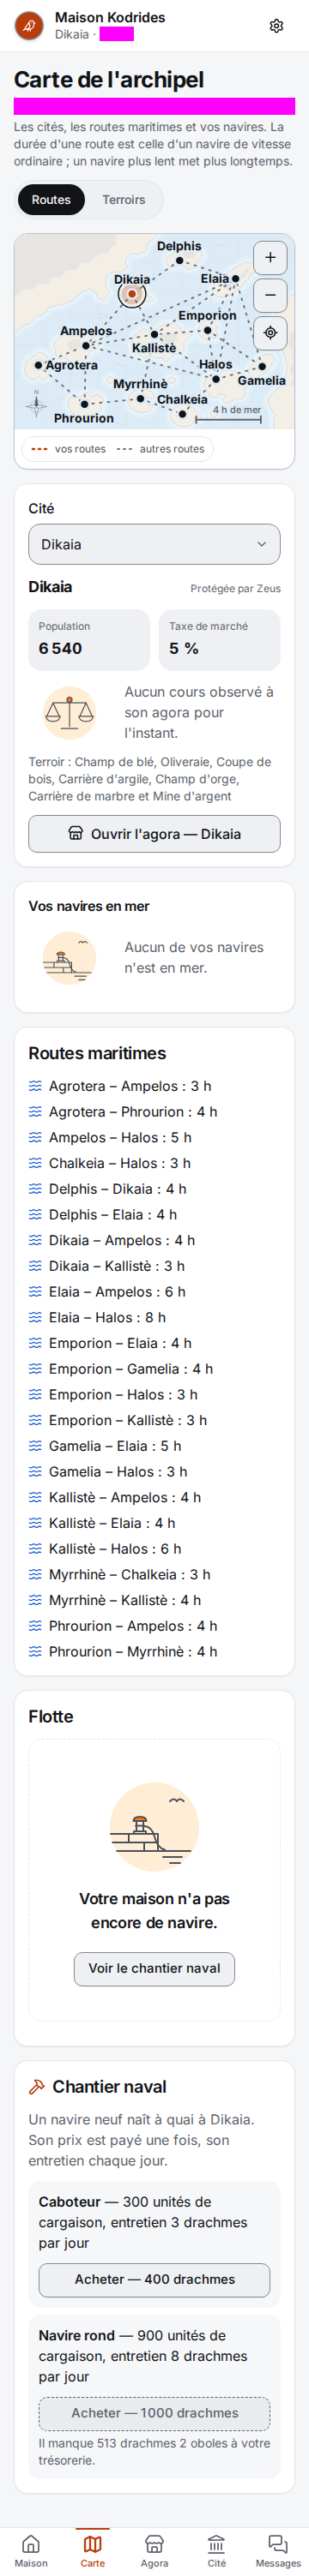 Maison Kodrides
Dikaia ·
Carte de l'archipel
Les cités, les routes maritimes et vos navires. La
durée d'une route est celle d'un navire de vitesse
ordinaire ; un navire plus lent met plus longtemps.
Routes
Terroirs
Delphis
Dikaia
Elaia
Emporion
Ampelos
Kallistè
Agrotera
Halos
Gamelia
Myrrhinè
Chalkeia
Phrourion
N
4 h de mer
vos routes
autres routes
Cité
Dikaia
Dikaia
Protégée par Zeus
Population
6 540
Taxe de marché
5 %
Aucun cours observé à
son agora pour
l'instant.
Terroir : Champ de blé, Oliveraie, Coupe de
bois, Carrière d'argile, Champ d'orge,
Carrière de marbre et Mine d'argent
Ouvrir l'agora — Dikaia
Vos navires en mer
Aucun de vos navires
n'est en mer.
Routes maritimes
Agrotera – Ampelos : 3 h
Agrotera – Phrourion : 4 h
Ampelos – Halos : 5 h
Chalkeia – Halos : 3 h
Delphis – Dikaia : 4 h
Delphis – Elaia : 4 h
Dikaia – Ampelos : 4 h
Dikaia – Kallistè : 3 h
Elaia – Ampelos : 6 h
Elaia – Halos : 8 h
Emporion – Elaia : 4 h
Emporion – Gamelia : 4 h
Emporion – Halos : 3 h
Emporion – Kallistè : 3 h
Gamelia – Elaia : 5 h
Gamelia – Halos : 3 h
Kallistè – Ampelos : 4 h
Kallistè – Elaia : 4 h
Kallistè – Halos : 6 h
Myrrhinè – Chalkeia : 3 h
Myrrhinè – Kallistè : 4 h
Phrourion – Ampelos : 4 h
Phrourion – Myrrhinè : 4 h
Flotte
Votre maison n'a pas
encore de navire.
Voir le chantier naval
Chantier naval
Un navire neuf naît à quai à Dikaia.
Son prix est payé une fois, son
entretien chaque jour.
Caboteur — 300 unités de
cargaison, entretien 3 drachmes
par jour
Acheter — 400 drachmes
Navire rond — 900 unités de
cargaison, entretien 8 drachmes
par jour
Acheter — 1 000 drachmes
Il manque 513 drachmes 2 oboles à votre
trésorerie.
Maison
Carte
Agora
Cité
Messages